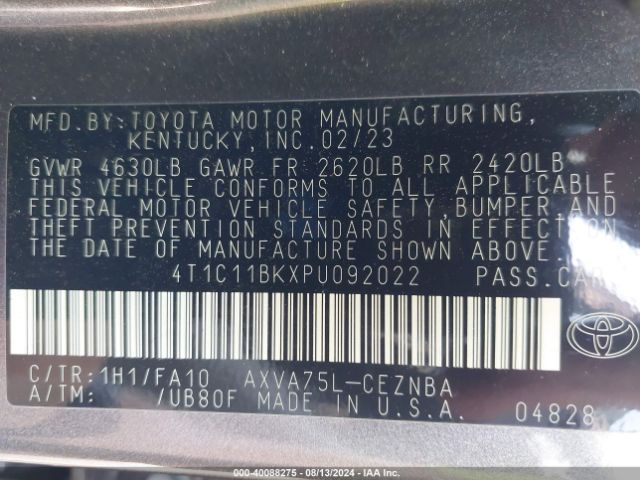 MFD.BY:TOYOTA MOTOR MANUFACTURING,
KENTUCKY,INC.02/23
GVWR 4630LB GAWR FR 2620LB RR 2420LB
THIS VEHICLE CONFORMS TO ALL APPLICABLE
FEDERAL MOTOR VEHICLE SAFETY,BUMPER AND
THEFT PREVENTION STANDARDS IN EFFECT ON
THE DATE OF MANUFACTURE SHOWN ABOVE.
4T1C11BKXPU092022 PASS.CAR
C/TR:1H1/FA10 AXVA75L-CEZNBA
A/TM: /UB80F MADE IN U.S.A. 04828
000-40088275 - 08/13/2024 - IAA Inc.